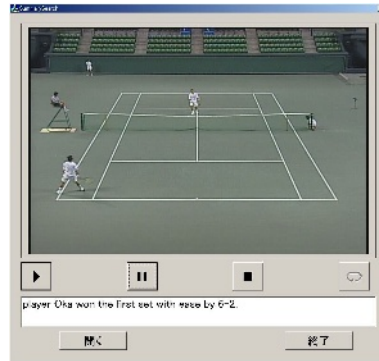 player Oka won the first set with ease by 6-2.
開く
終了